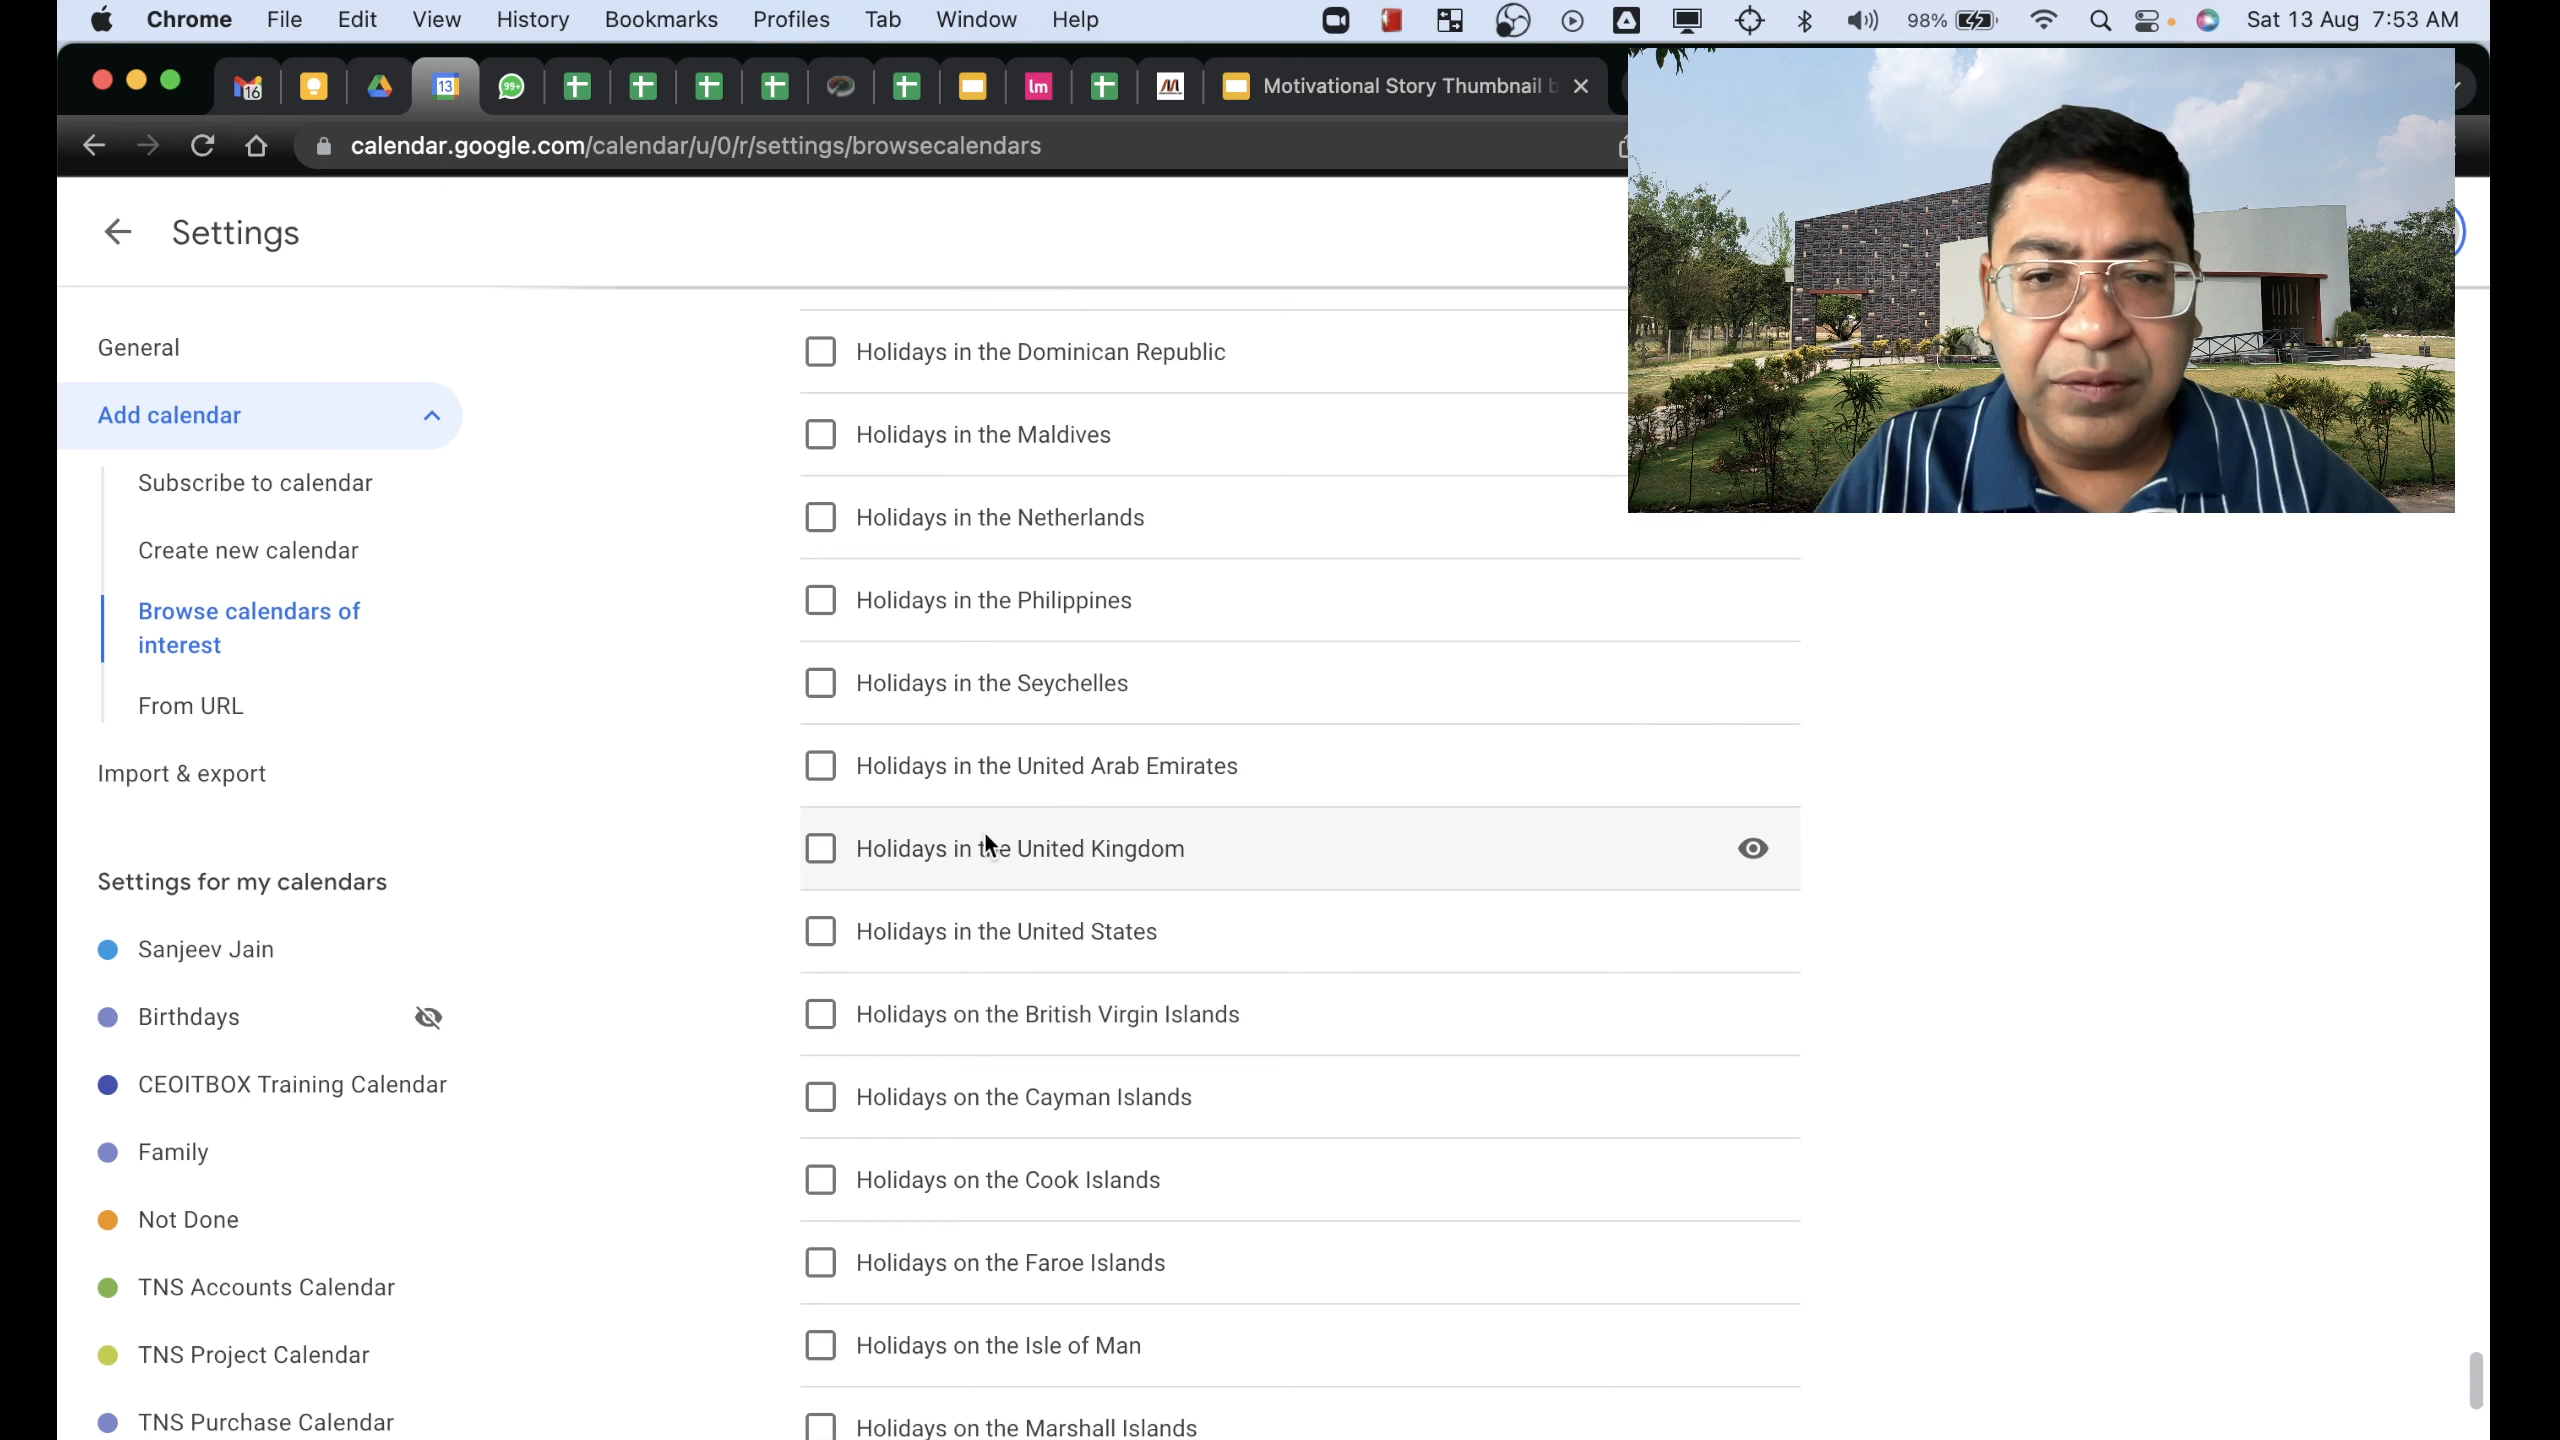 Chrome File Edit View History Bookmarks Profiles Tab Window Help 98% Sat 13 Aug 7:53 AM
16 13 99+ lm Motivational Story Thumbnail
calendar.google.com/calendar/u/0/r/settings/browsecalendars
Settings
General
Add calendar
Subscribe to calendar
Create new calendar
Browse calendars of
interest
From URL
Import & export
Settings for my calendars
Sanjeev Jain
Birthdays
CEOITBOX Training Calendar
Family
Not Done
TNS Accounts Calendar
TNS Project Calendar
TNS Purchase Calendar
Holidays in the Dominican Republic
Holidays in the Maldives
Holidays in the Netherlands
Holidays in the Philippines
Holidays in the Seychelles
Holidays in the United Arab Emirates
Holidays in the United Kingdom
Holidays in the United States
Holidays on the British Virgin Islands
Holidays on the Cayman Islands
Holidays on the Cook Islands
Holidays on the Faroe Islands
Holidays on the Isle of Man
Holidays on the Marshall Islands